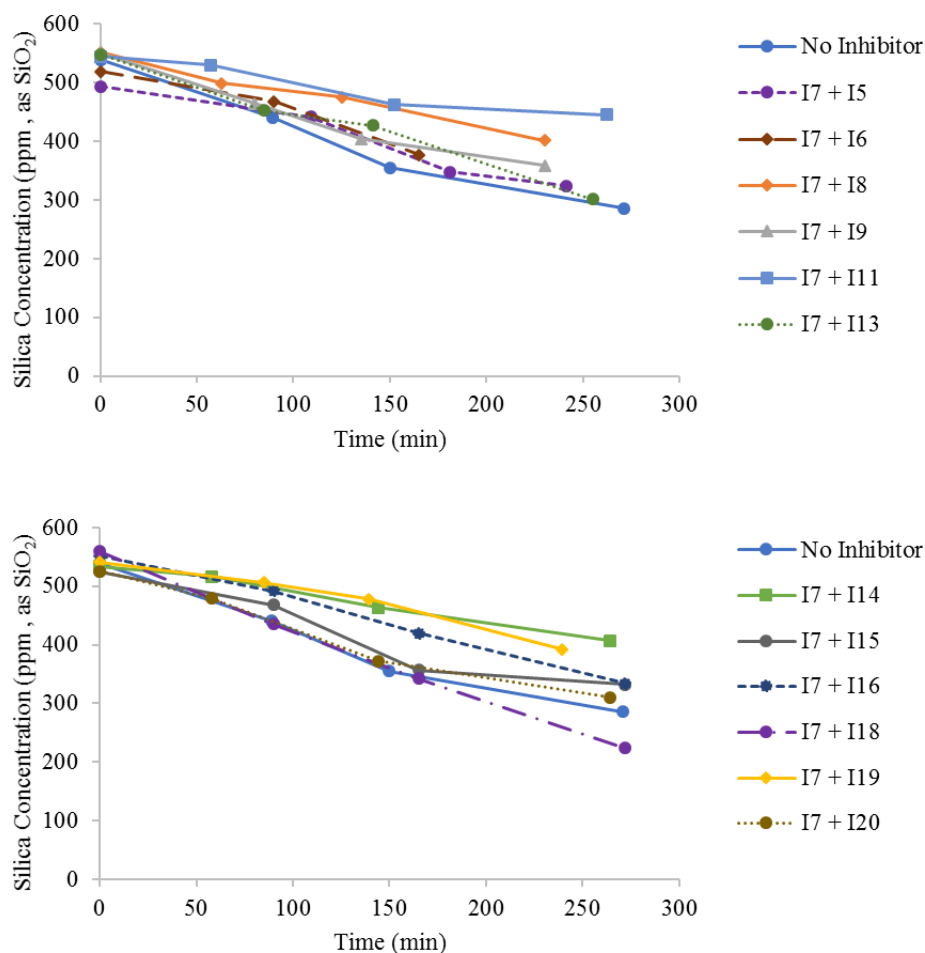 Silica Concentration (ppm , as SiO2)
600
500
400
300
200
100
0
0 50 100 150 200 250 300
Time (min)
No Inhibitor
I7 + I5
I7 + I6
I7 + I8
I7 + I9
I7 + I11
I7 + I13
Silica Concentration (ppm , as SiO2)
600
500
400
300
200
100
0
0 50 100 150 200 250 300
Time (min)
No Inhibitor
I7 + I14
I7 + I15
I7 + I16
I7 + I18
I7 + I19
I7 + I20